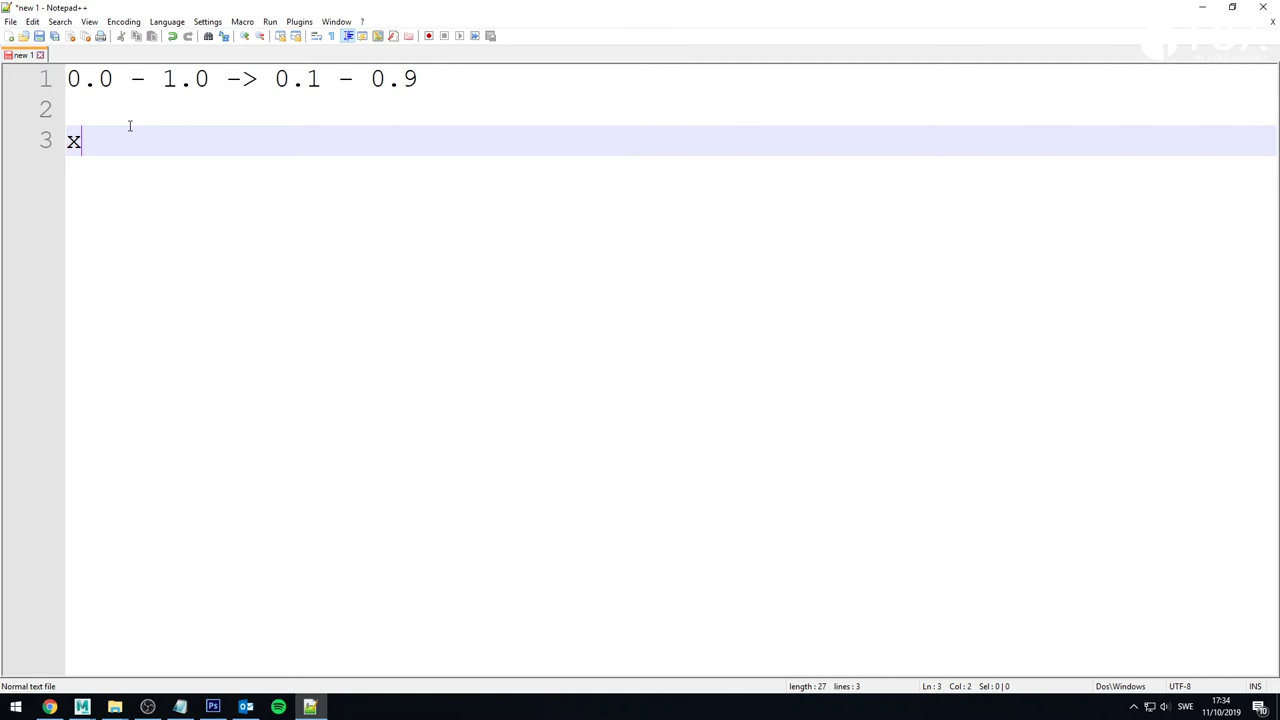 *new 1 - Notepad++
File Edit Search View Encoding Language Settings Macro Run Plugins Window ?
new 1
1 0.0 - 1.0 -> 0.1 - 0.9
2
3 x
Normal text file length : 27 lines : 3 Ln : 3 Col : 2 Sel : 0 | 0 Dos\Windows UTF-8 INS
SWE 17:34
11/10/2019 10